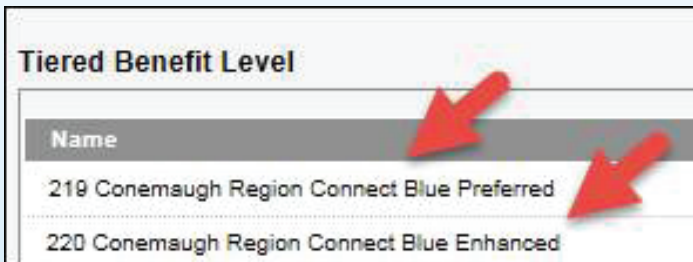 Tiered Benefit Level
Name
219 Conemaugh Region Connect Blue Preferred
220 Conemaugh Region Connect Blue Enhanced